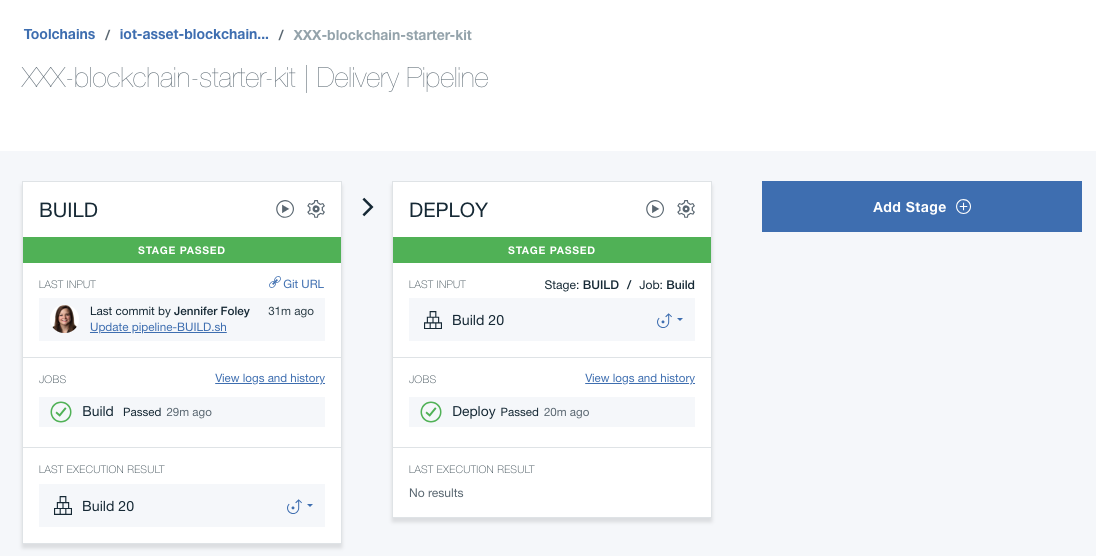 Toolchains / iot-asset-blockchain... / XXX-blockchain-starter-kit
XXX-blockchain-starter-kit | Delivery Pipeline
BUILD
STAGE PASSED
LAST INPUT Git URL
Last commit by Jennifer Foley 31m ago
Update pipeline-BUILD.sh
JOBS View logs and history
Build Passed 29m ago
LAST EXECUTION RESULT
Build 20
DEPLOY
STAGE PASSED
LAST INPUT Stage: BUILD / Job: Build
Build 20
JOBS View logs and history
Deploy Passed 20m ago
LAST EXECUTION RESULT
No results
Add Stage